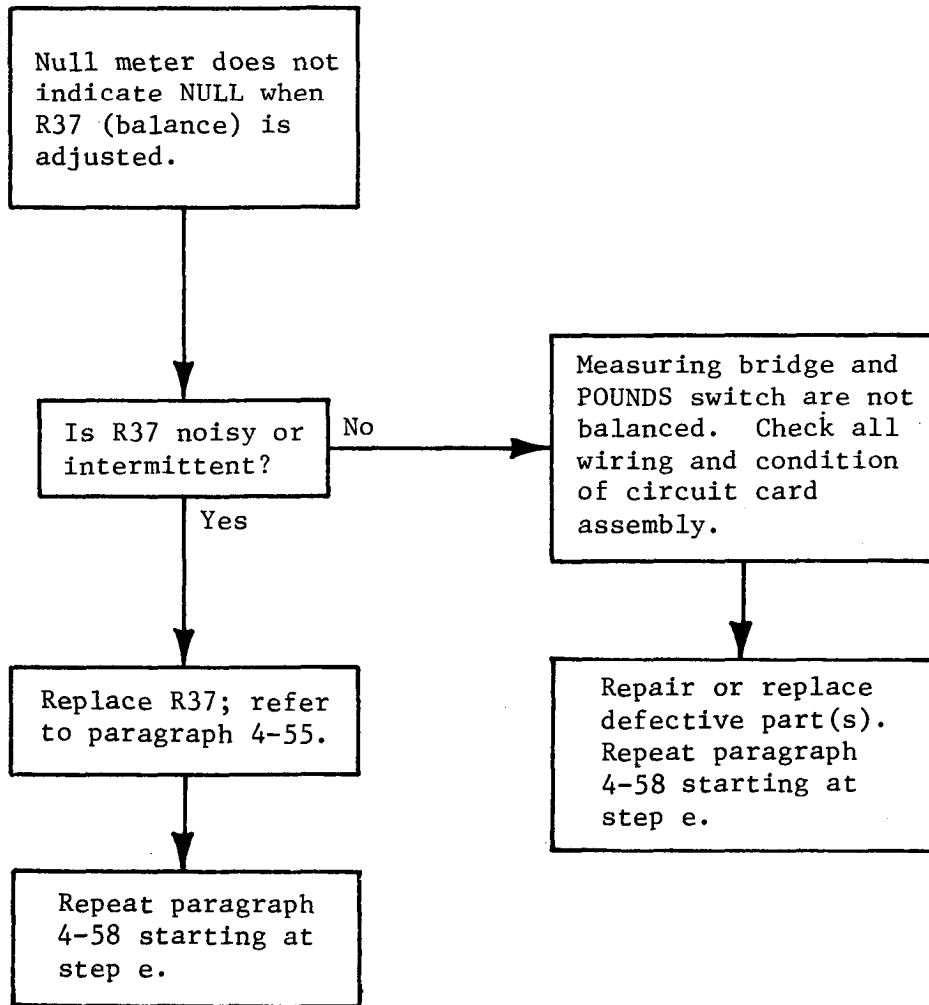 Null meter does not
indicate NULL when
R37 (balance) is
adjusted.
Is R37 noisy or
intermittent?
No
Yes
Measuring bridge and
POUNDS switch are not
balanced. Check all
wiring and condition
of circuit card
assembly.
Replace R37; refer
to paragraph 4-55.
Repair or replace
defective part(s).
Repeat paragraph
4-58 starting at
step e.
Repeat paragraph
4-58 starting at
step e.